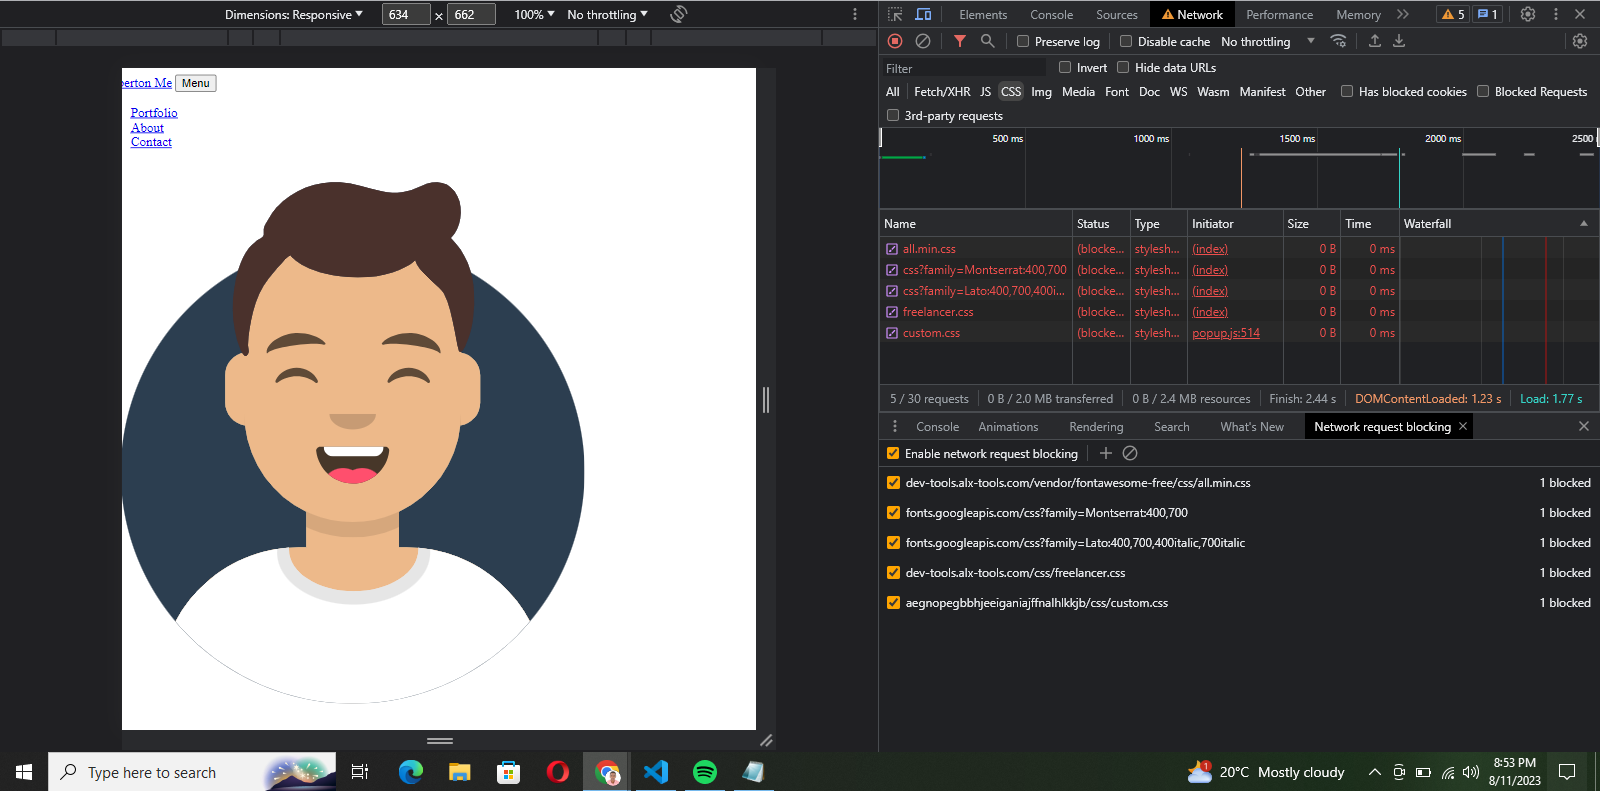 Dimensions: Responsive 634 × 662 100% No throttling
Elements Console Sources Network Performance Memory 5 1
Preserve log Disable cache No throttling
Filter Invert Hide data URLs
All Fetch/XHR JS CSS Img Media Font Doc WS Wasm Manifest Other Has blocked cookies Blocked Requests
3rd-party requests
500 ms 1000 ms 1500 ms 2000 ms 2500
Name Status Type Initiator Size Time Waterfall
all.min.css (blocke... stylesh... (index) 0 B 0 ms
css?family=Montserrat:400,700 (blocke... stylesh... (index) 0 B 0 ms
css?family=Lato:400,700,400i... (blocke... stylesh... (index) 0 B 0 ms
freelancer.css (blocke... stylesh... (index) 0 B 0 ms
custom.css (blocke... stylesh... popup.js:514 0 B 0 ms
5 / 30 requests 0 B / 2.0 MB transferred 0 B / 2.4 MB resources Finish: 2.44 s DOMContentLoaded: 1.23 s Load: 1.77 s
Console Animations Rendering Search What's New Network request blocking
Enable network request blocking
dev-tools.alx-tools.com/vendor/fontawesome-free/css/all.min.css 1 blocked
fonts.googleapis.com/css?family=Montserrat:400,700 1 blocked
fonts.googleapis.com/css?family=Lato:400,700,400italic,700italic 1 blocked
dev-tools.alx-tools.com/css/freelancer.css 1 blocked
aegnopegbbhjeeiganiajffnalhlkkjb/css/custom.css 1 blocked
perton Me Menu
Portfolio
About
Contact
Type here to search
1 20°C Mostly cloudy
8:53 PM
8/11/2023